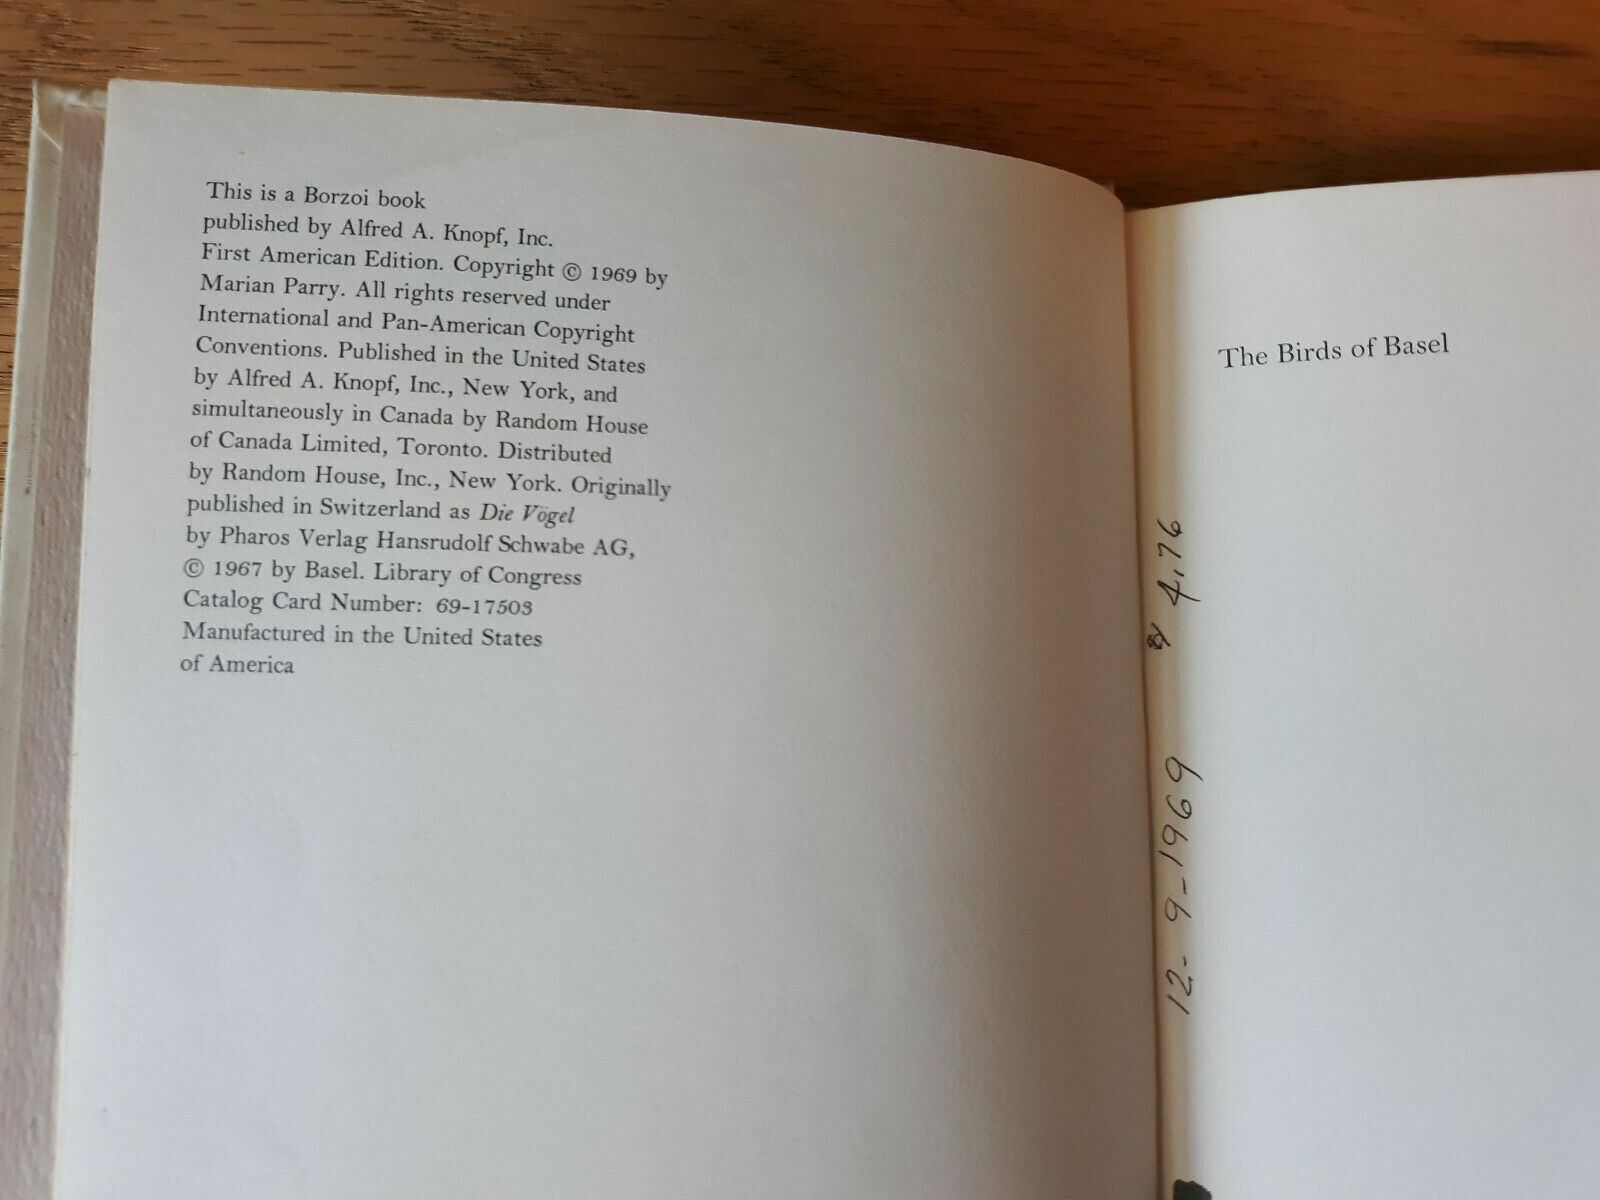 This is a Borzoi book
published by Alfred A. Knopf, Inc.
First American Edition. Copyright © 1969 by
Marian Parry. All rights reserved under
International and Pan-American Copyright
Conventions. Published in the United States
by Alfred A. Knopf, Inc., New York, and
simultaneously in Canada by Random House
of Canada Limited, Toronto. Distributed
by Random House, Inc., New York. Originally
published in Switzerland as Die Vögel
by Pharos Verlag Hansrudolf Schwabe AG,
© 1967 by Basel. Library of Congress
Catalog Card Number: 69-17503
Manufactured in the United States
of America
The Birds of Basel
12-9-1969 $ 4.76